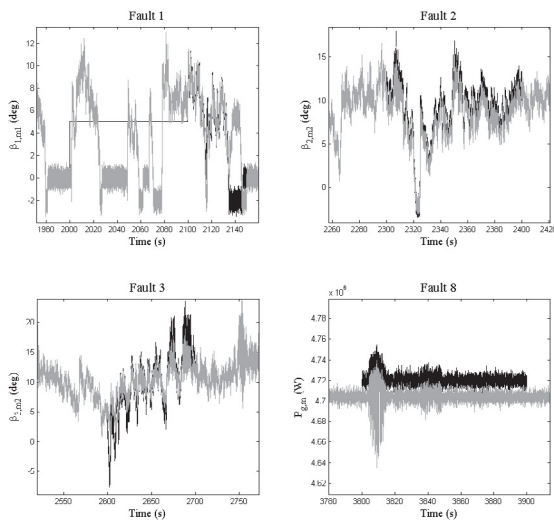 Fault 1
β1,m1 (deg)
12
10
8
6
4
2
0
-2
1980 2000 2020 2040 2060 2080 2100 2120 2140
Time (s)
Fault 2
β2,m2 (deg)
15
10
5
0
2260 2280 2300 2320 2340 2360 2380 2400 242
Time (s)
Fault 3
(deg)
20
15
10
5
0
-5
2550 2600 2650 2700 2750
Time (s)
Fault 8
x 10^6
Pg,m (W)
4.78
4.76
4.74
4.72
4.7
4.68
4.66
4.64
4.62
3780 3800 3820 3840 3860 3880 3900
Time (s)